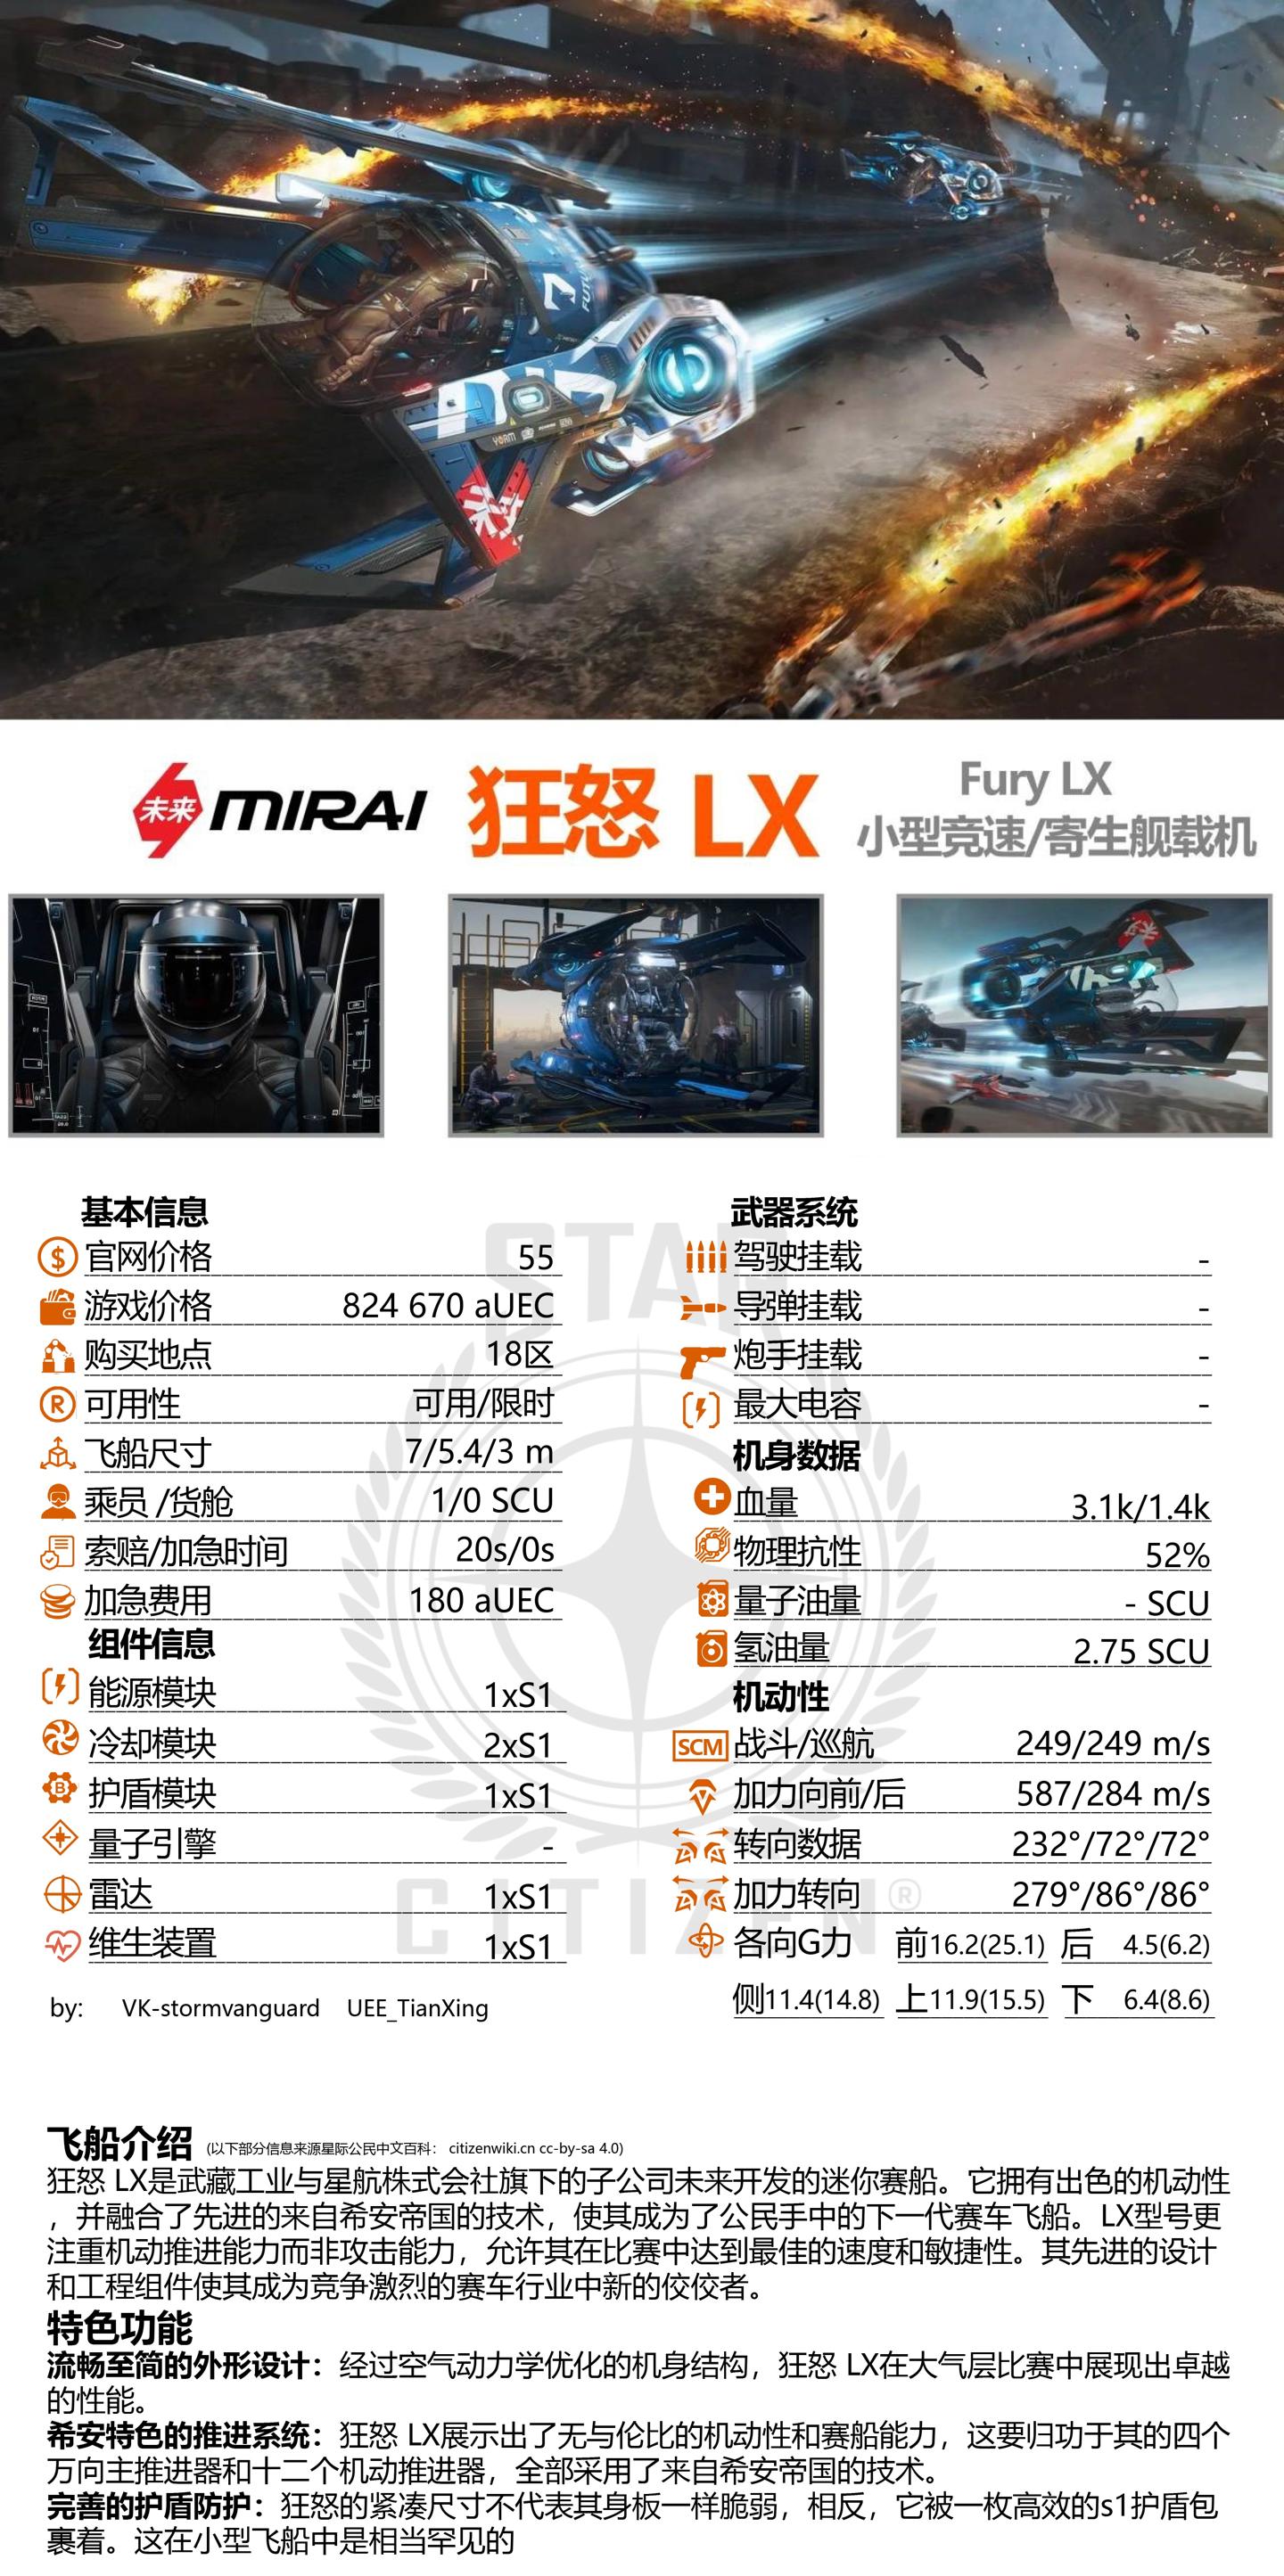 7 FUTU
YORM
未来 MIRAI 狂怒 LX Fury LX
小型竞速/寄生舰载机
基本信息
官网价格 55
游戏价格 824 670 aUEC
购买地点 18区
可用性 可用/限时
飞船尺寸 7/5.4/3 m
乘员 /货舱 1/0 SCU
索赔/加急时间 20s/0s
加急费用 180 aUEC
组件信息
能源模块 1xS1
冷却模块 2xS1
护盾模块 1xS1
量子引擎 -
雷达 1xS1
维生装置 1xS1
by: VK-stormvanguard UEE_TianXing
武器系统
驾驶挂载 -
导弹挂载 -
炮手挂载 -
最大电容 -
机身数据
血量 3.1k/1.4k
物理抗性 52%
量子油量 - SCU
氢油量 2.75 SCU
机动性
SCM 战斗/巡航 249/249 m/s
加力向前/后 587/284 m/s
转向数据 232°/72°/72°
加力转向 279°/86°/86°
各向G力 前16.2(25.1) 后 4.5(6.2)
侧11.4(14.8) 上11.9(15.5) 下 6.4(8.6)
STAR
CITIZEN®
飞船介绍 (以下部分信息来源星际公民中文百科： citizenwiki.cn cc-by-sa 4.0)
狂怒 LX是武藏工业与星航株式会社旗下的子公司未来开发的迷你赛船。它拥有出色的机动性
，并融合了先进的来自希安帝国的技术，使其成为了公民手中的下一代赛车飞船。LX型号更
注重机动推进能力而非攻击能力，允许其在比赛中达到最佳的速度和敏捷性。其先进的设计
和工程组件使其成为竞争激烈的赛车行业中新的佼佼者。
特色功能
流畅至简的外形设计：经过空气动力学优化的机身结构，狂怒 LX在大气层比赛中展现出卓越
的性能。
希安特色的推进系统：狂怒 LX展示出了无与伦比的机动性和赛船能力，这要归功于其的四个
万向主推进器和十二个机动推进器，全部采用了来自希安帝国的技术。
完善的护盾防护：狂怒的紧凑尺寸不代表其身板一样脆弱，相反，它被一枚高效的s1护盾包
裹着。这在小型飞船中是相当罕见的